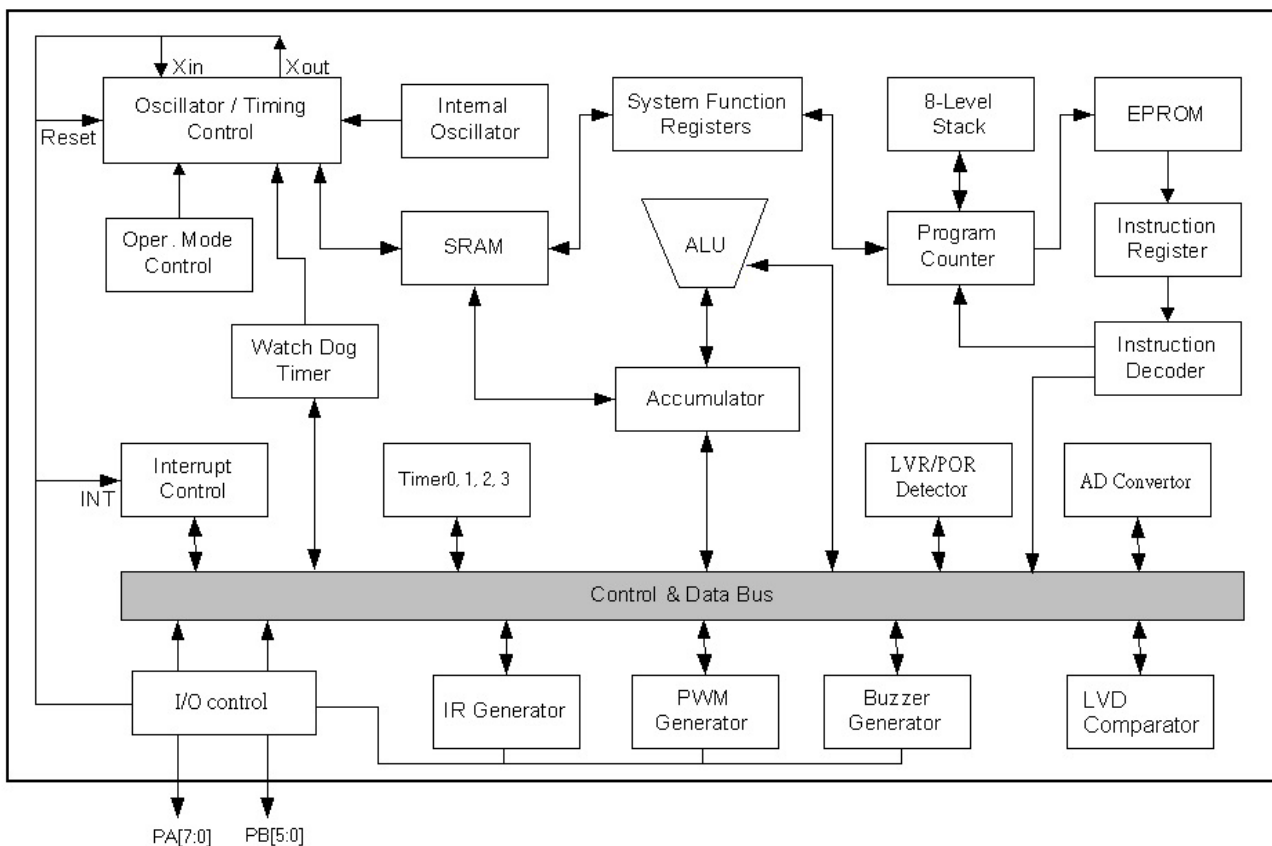 Xin
Xout
Oscillator / Timing
Control
Reset
Internal
Oscillator
System Function
Registers
8-Level
Stack
EPROM
Oper. Mode
Control
SRAM
ALU
Program
Counter
Instruction
Register
Watch Dog
Timer
Accumulator
Instruction
Decoder
Interrupt
Control
INT
Timer0, 1, 2, 3
LVR/POR
Detector
AD Convertor
Control & Data Bus
I/O control
IR Generator
PWM
Generator
Buzzer
Generator
LVD
Comparator
PA[7:0]
PB[5:0]